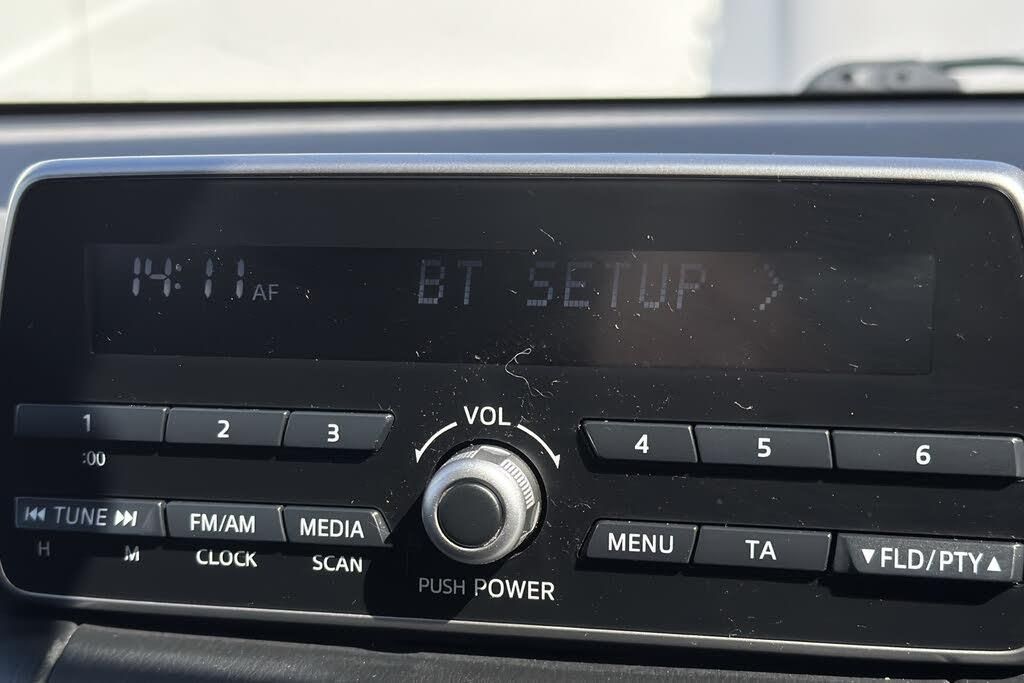 14:11 AF BT SETUP >
VOL
1 2 3 4 5 6
:00
⏮ TUNE ⏭ FM/AM MEDIA MENU TA ▼FLD/PTY▲
H M CLOCK SCAN
PUSH POWER